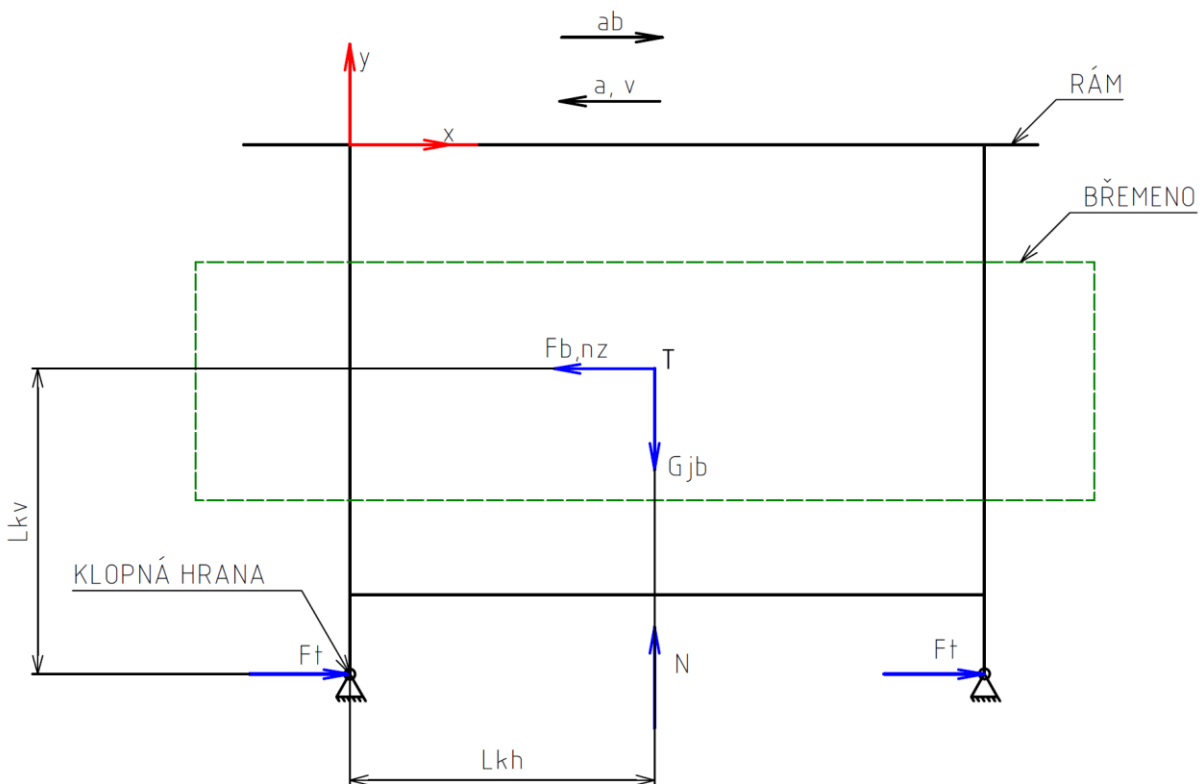 ab
y
a, v
RÁM
x
BŘEMENO
Fb,nz
T
Gjb
Lkv
KLOPNÁ HRANA
Ft
N
Ft
Lkh